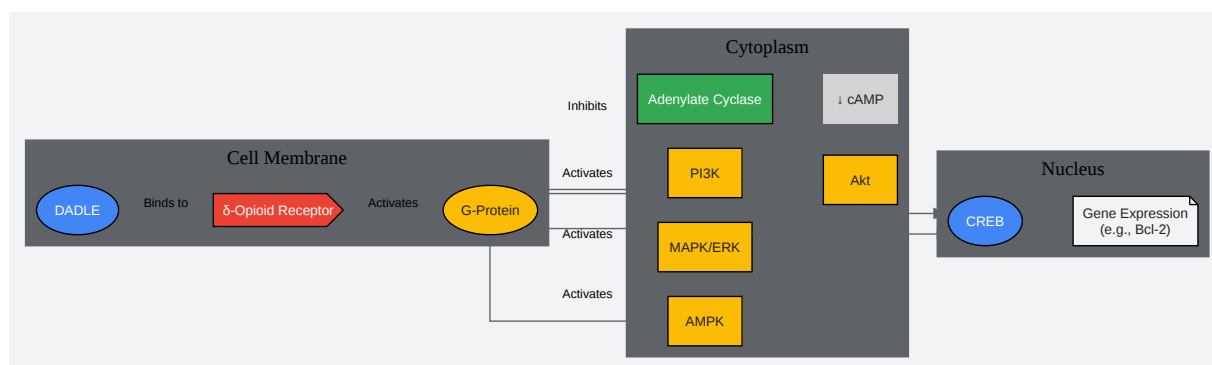 Cell Membrane
DADLE
Binds to
δ-Opioid Receptor
Activates
G-Protein
Inhibits
Activates
Activates
Activates
Cytoplasm
Adenylate Cyclase
↓ cAMP
PI3K
Akt
MAPK/ERK
AMPK
Nucleus
CREB
Gene Expression
(e.g., Bcl-2)